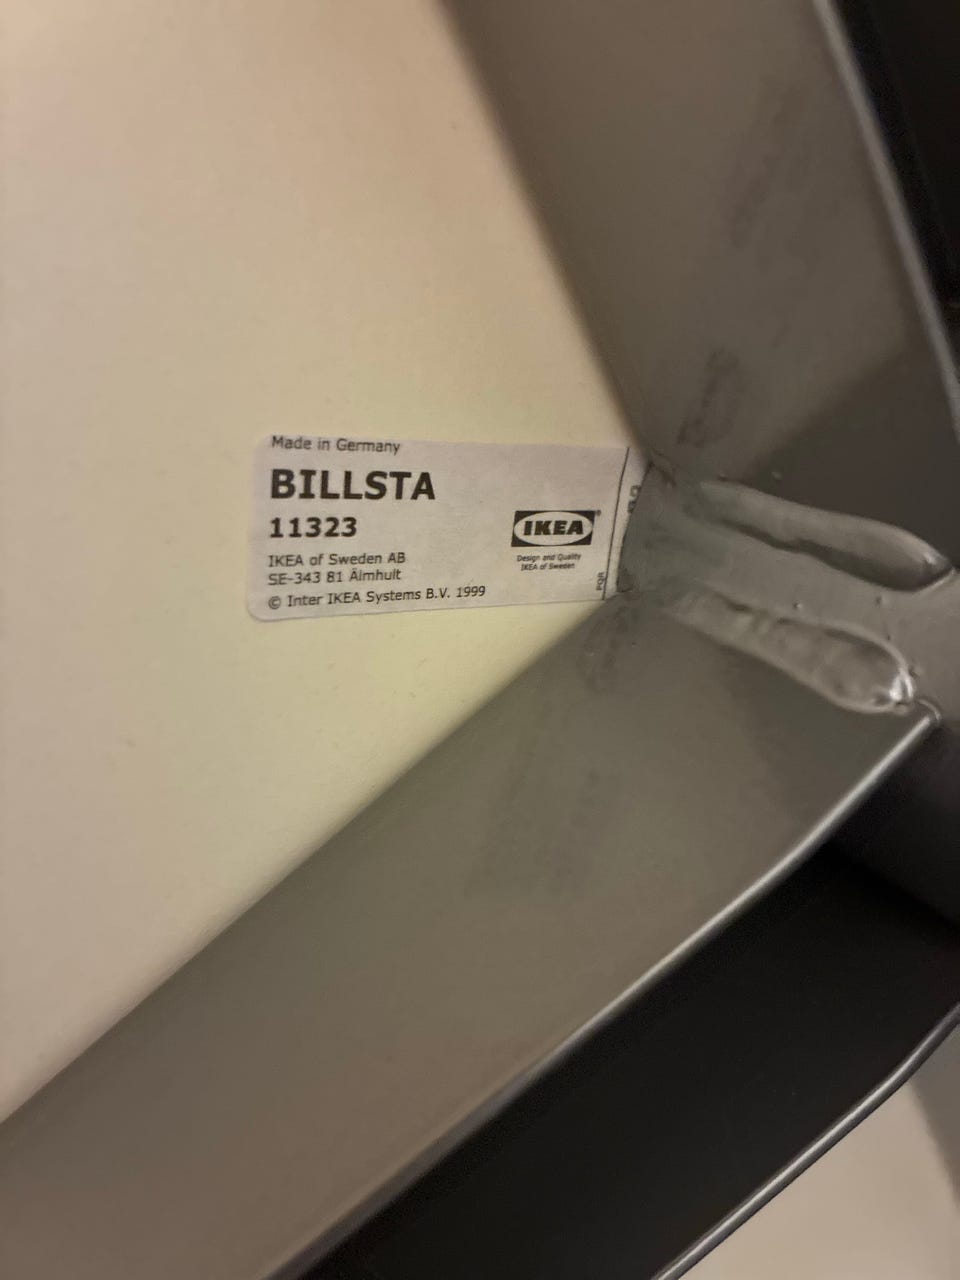 Made in Germany
BILLSTA
11323
IKEA of Sweden AB
SE-343 81 Älmhult
© Inter IKEA Systems B.V. 1999
IKEA®
Design and Quality
IKEA of Sweden